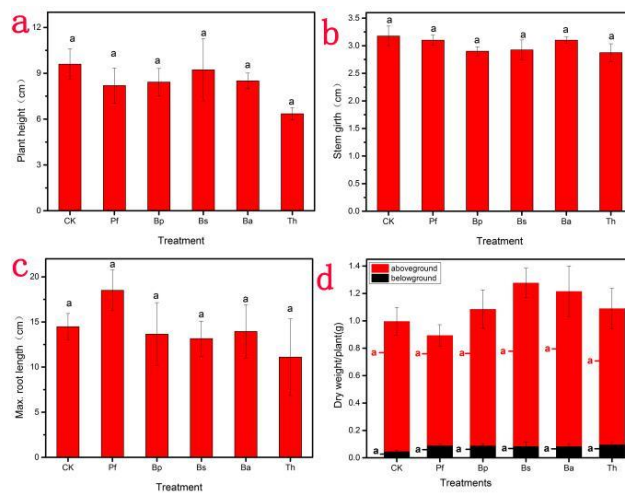 a
Plant height（cm）
12
9
6
3
0
a
a
a
a
a
a
CK
Pf
Bp
Bs
Ba
Th
Treatment
b
Stem girth（cm）
3.5
3.0
2.5
2.0
1.5
1.0
0.5
0.0
a
a
a
a
a
a
CK
Pf
Bp
Bs
Ba
Th
Treatment
c
Max. root length（cm）
20
15
10
5
0
a
a
a
a
a
a
CK
Pf
Bp
Bs
Ba
Th
Treatment
d
aboveground
belowground
Dry weight/plant(g)
1.4
1.2
1.0
0.8
0.6
0.4
0.2
0.0
a
a
a
a
a
a
a
a
a
a
a
a
CK
Pf
Bp
Bs
Ba
Th
Treatments